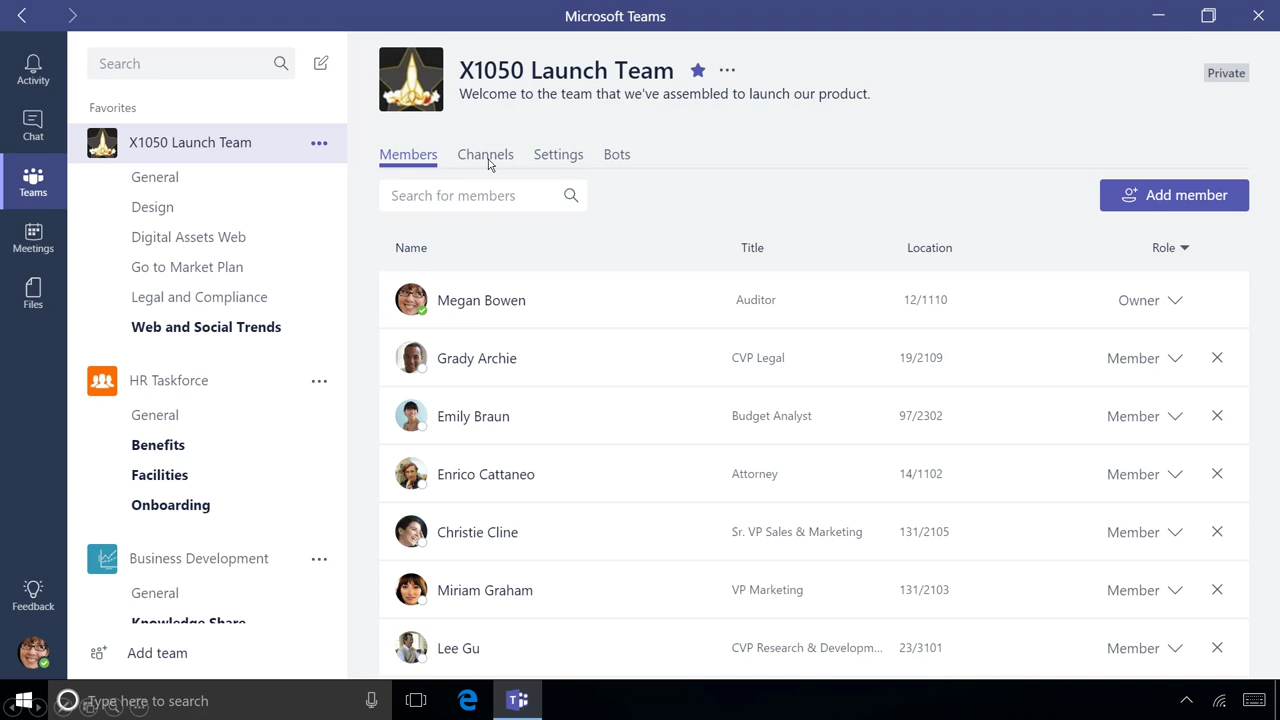 Microsoft Teams
Activity
Chat
Teams
Meetings
Files
Feedback
Search
Favorites
X1050 Launch Team
General
Design
Digital Assets Web
Go to Market Plan
Legal and Compliance
Web and Social Trends
HR Taskforce
General
Benefits
Facilities
Onboarding
Business Development
General
Knowledge Share
Add team
X1050 Launch Team
Private
Welcome to the team that we've assembled to launch our product.
Members Channels Settings Bots
Search for members
Add member
Name Title Location Role
Megan Bowen Auditor 12/1110 Owner
Grady Archie CVP Legal 19/2109 Member
Emily Braun Budget Analyst 97/2302 Member
Enrico Cattaneo Attorney 14/1102 Member
Christie Cline Sr. VP Sales & Marketing 131/2105 Member
Miriam Graham VP Marketing 131/2103 Member
Lee Gu CVP Research & Developm... 23/3101 Member
Type here to search